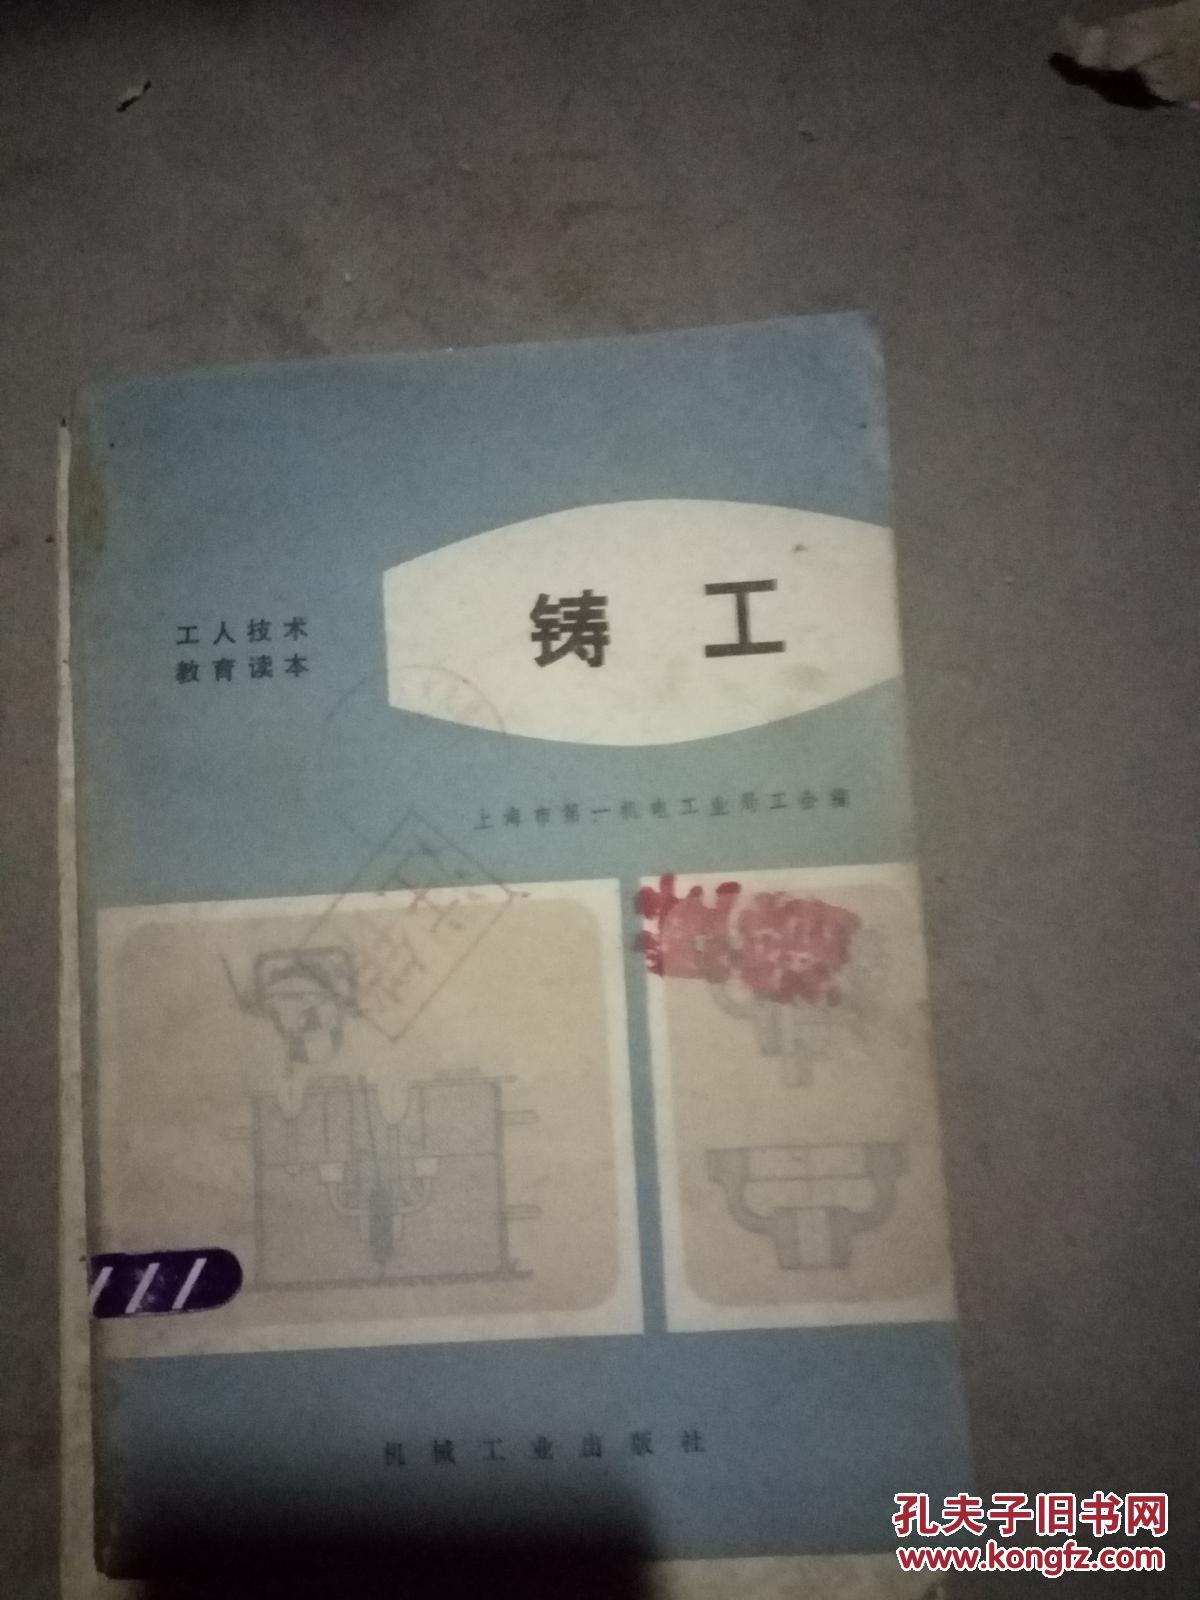 铸工
工人技术
教育读本
上海市第一机电工业局工会编
机械工业出版社
孔夫子旧书网
www.kongfz.com